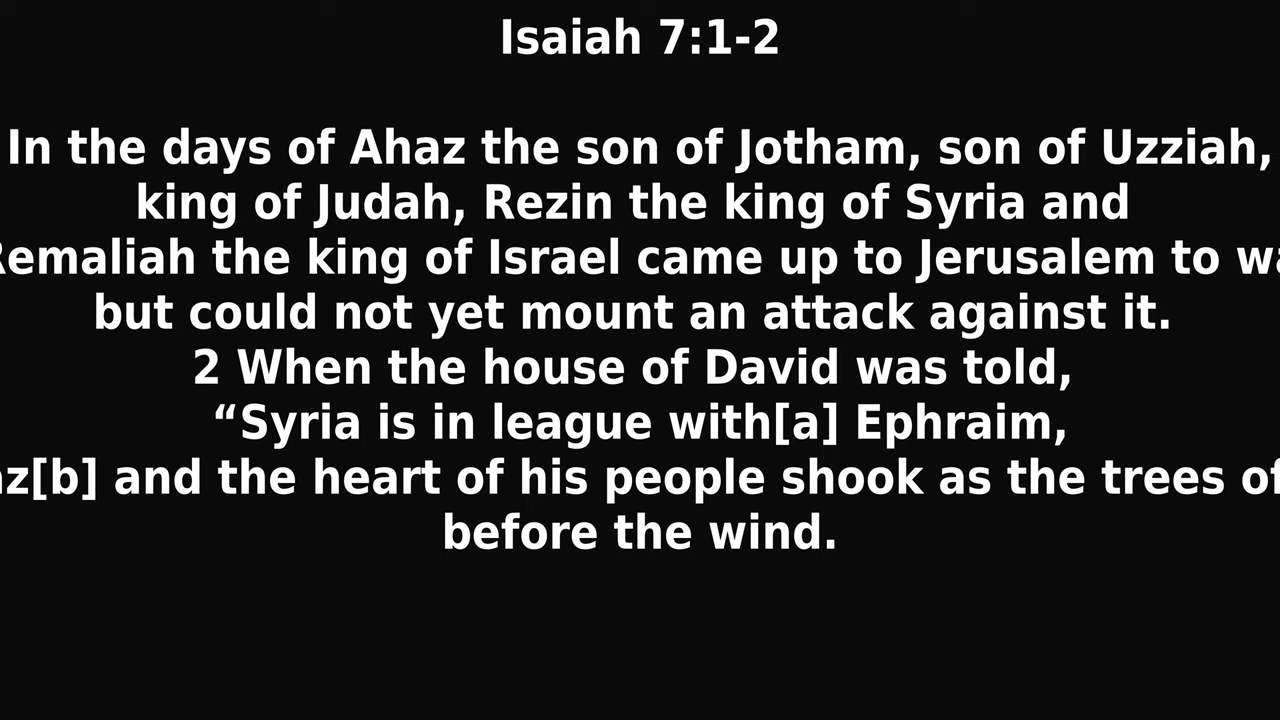 Isaiah 7:1-2
In the days of Ahaz the son of Jotham, son of Uzziah,
king of Judah, Rezin the king of Syria and
Remaliah the king of Israel came up to Jerusalem to
but could not yet mount an attack against it.
2 When the house of David was told,
“Syria is in league with[a] Ephraim,
[b] and the heart of his people shook as the trees of
before the wind.